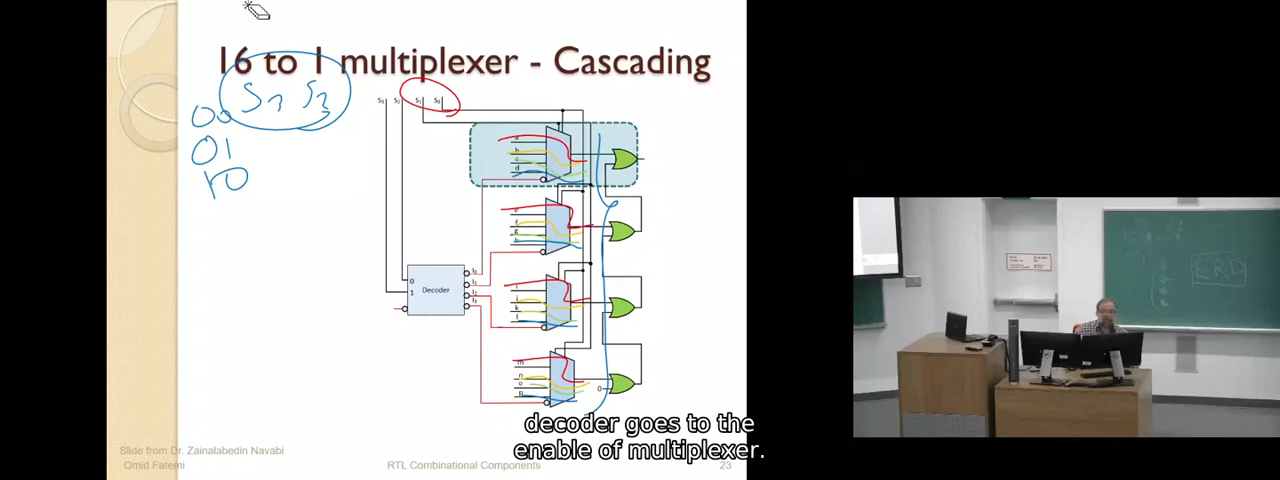 16 to 1 multiplexer - Cascading
S3 S2
00
01
10
S3 S2 S1 S0
a
b
c
d
e
f
g
h
i
j
k
l
m
n
o
p
0
1
Decoder
I0
I1
I2
I3
0
ERD
decoder goes to the
enable of multiplexer.
Slide from Dr. Zainalabedin Navabi
Omid Fatemi
RTL Combinational Components
23